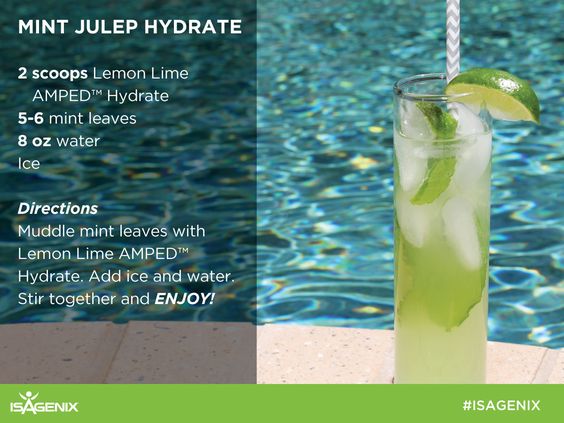 MINT JULEP HYDRATE
2 scoops Lemon Lime
AMPED™ Hydrate
5-6 mint leaves
8 oz water
Ice
Directions
Muddle mint leaves with
Lemon Lime AMPED™
Hydrate. Add ice and water.
Stir together and ENJOY!
ISAGENIX
#ISAGENIX